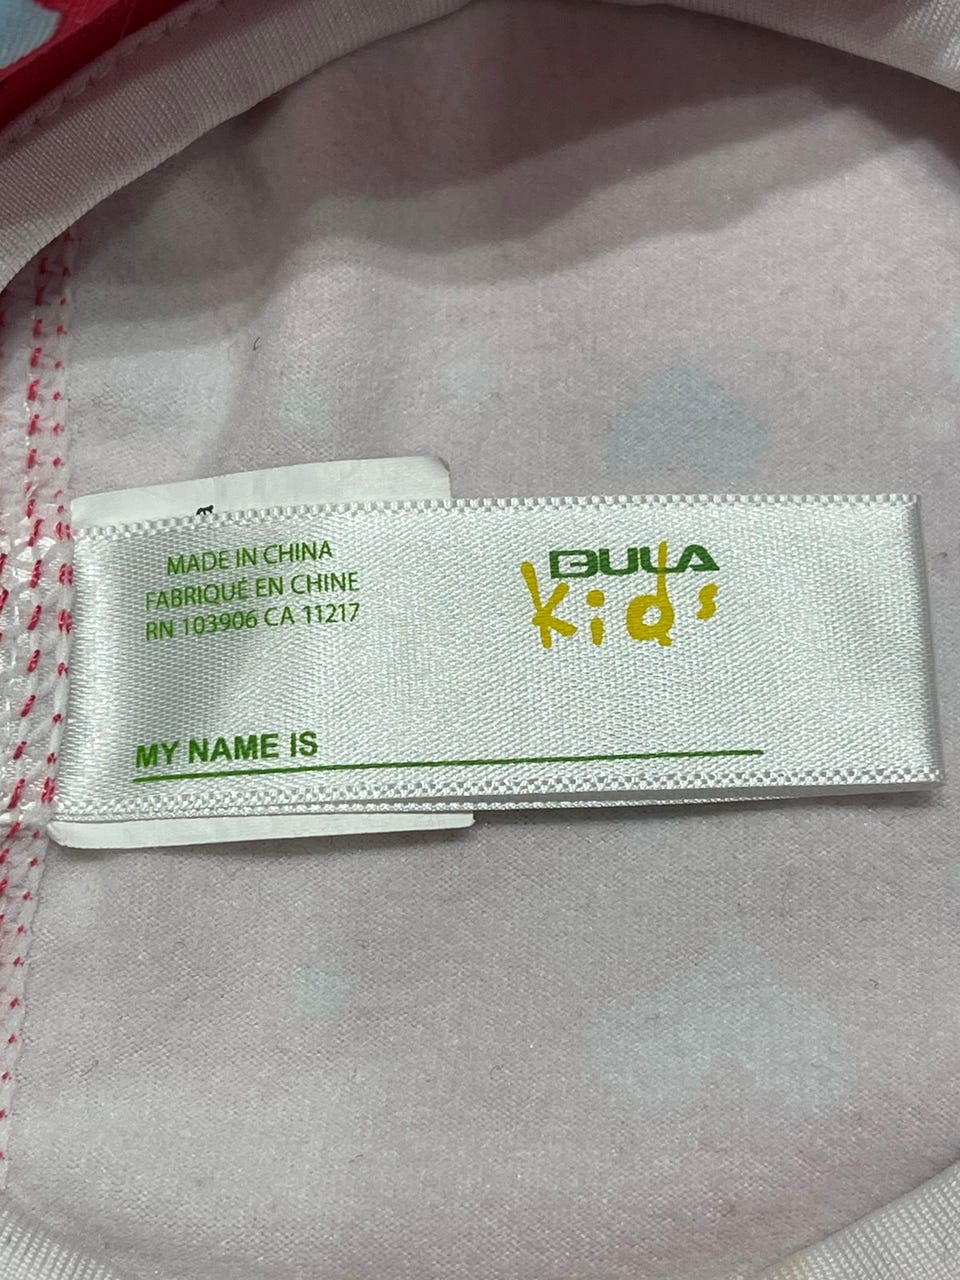 MADE IN CHINA
FABRIQUÉ EN CHINE
RN 103906 CA 11217
BULA
kids
MY NAME IS